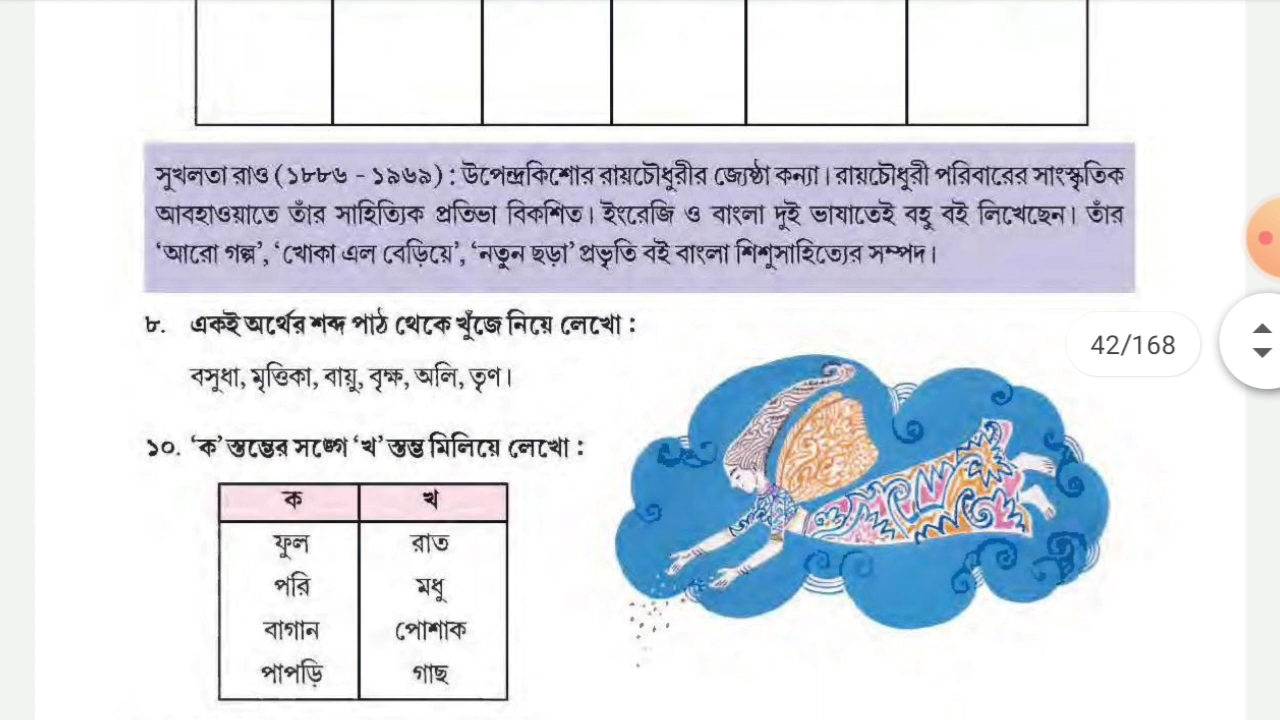 সুখলতা রাও (১৮৮৬ - ১৯৬৯) : উপেন্দ্রকিশোর রায়চৌধুরীর জ্যেষ্ঠা কন্যা। রায়চৌধুরী পরিবারের সাংস্কৃতিক
আবহাওয়াতে তাঁর সাহিত্যিক প্রতিভা বিকশিত। ইংরেজি ও বাংলা দুই ভাষাতেই বহু বই লিখেছেন। তাঁর
‘আরো গল্প’, ‘খোকা এল বেড়িয়ে’, ‘নতুন ছড়া’ প্রভৃতি বই বাংলা শিশুসাহিত্যের সম্পদ।
৮. একই অর্থের শব্দ পাঠ থেকে খুঁজে নিয়ে লেখো :
42/168
বসুধা, মৃত্তিকা, বায়ু, বৃক্ষ, অলি, তৃণ।
১০. ‘ক’ স্তম্ভের সঙ্গে ‘খ’ স্তম্ভ মিলিয়ে লেখো :
ক খ
ফুল রাত
পরি মধু
বাগান পোশাক
পাপড়ি গাছ